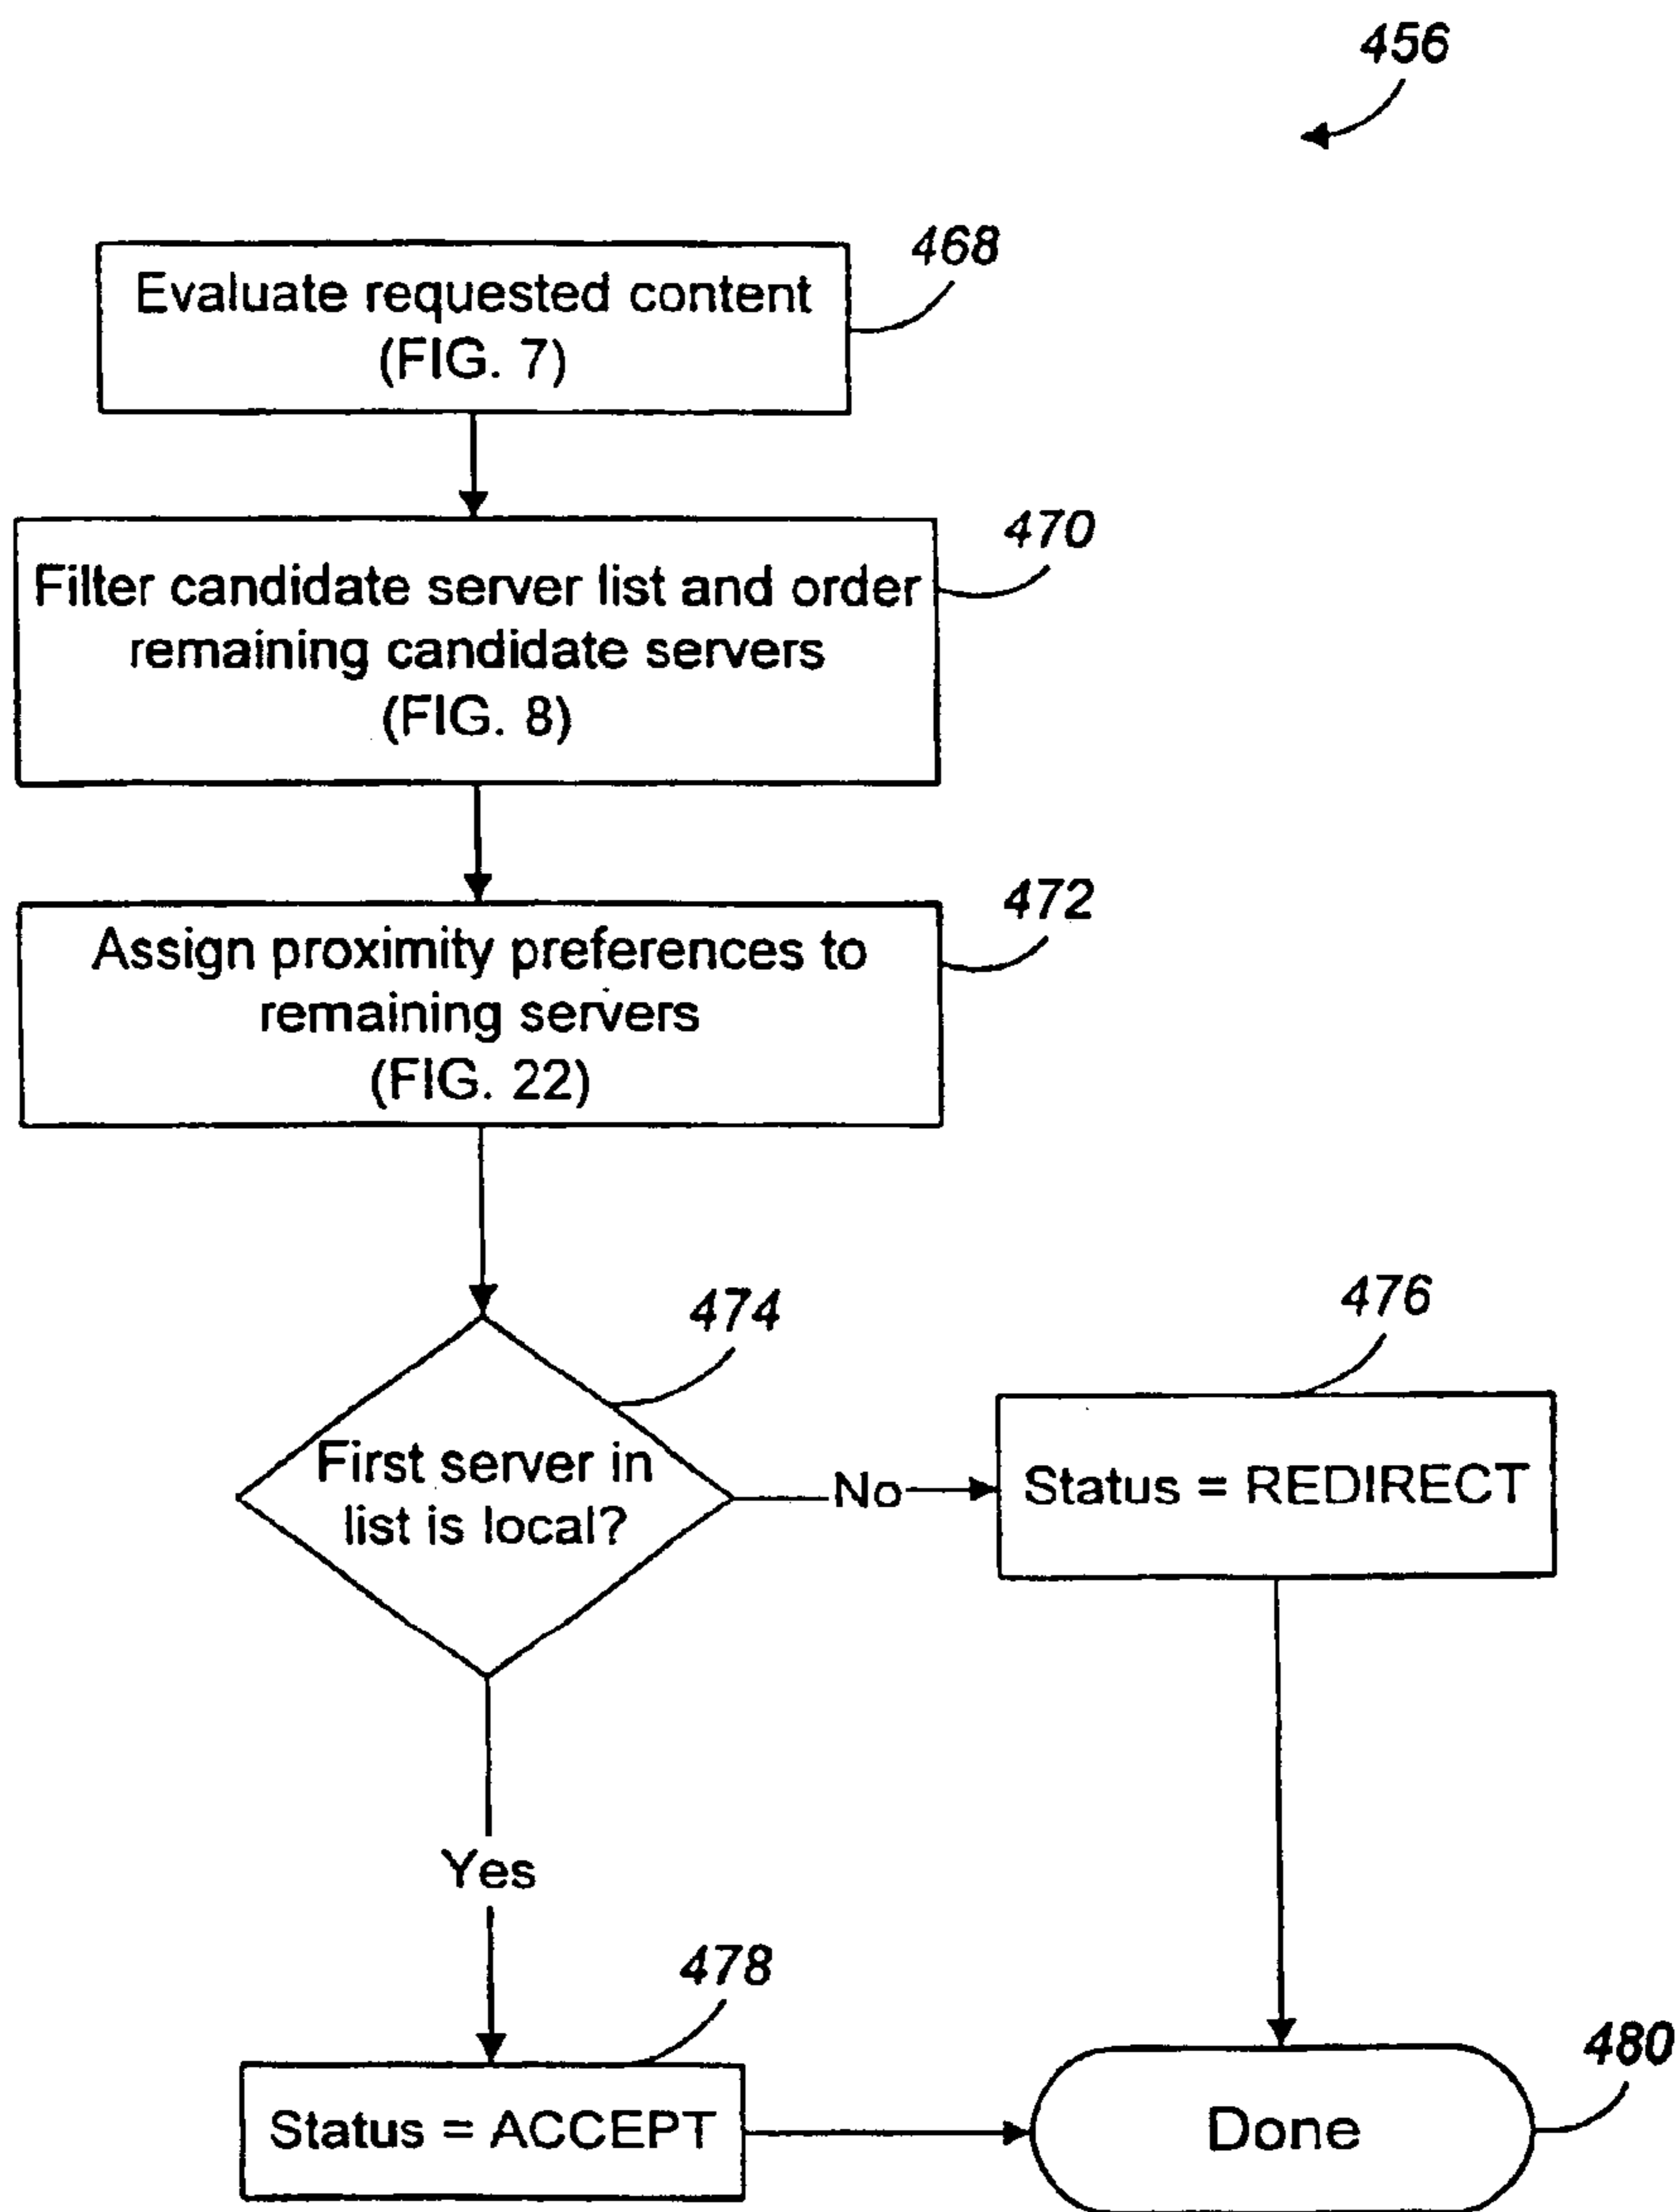 456
468
Evaluate requested content
(FIG. 7)
470
Filter candidate server list and order
remaining candidate servers
(FIG. 8)
472
Assign proximity preferences to
remaining servers
(FIG. 22)
474
476
First server in
list is local?
No
Status = REDIRECT
Yes
478
480
Status = ACCEPT
Done